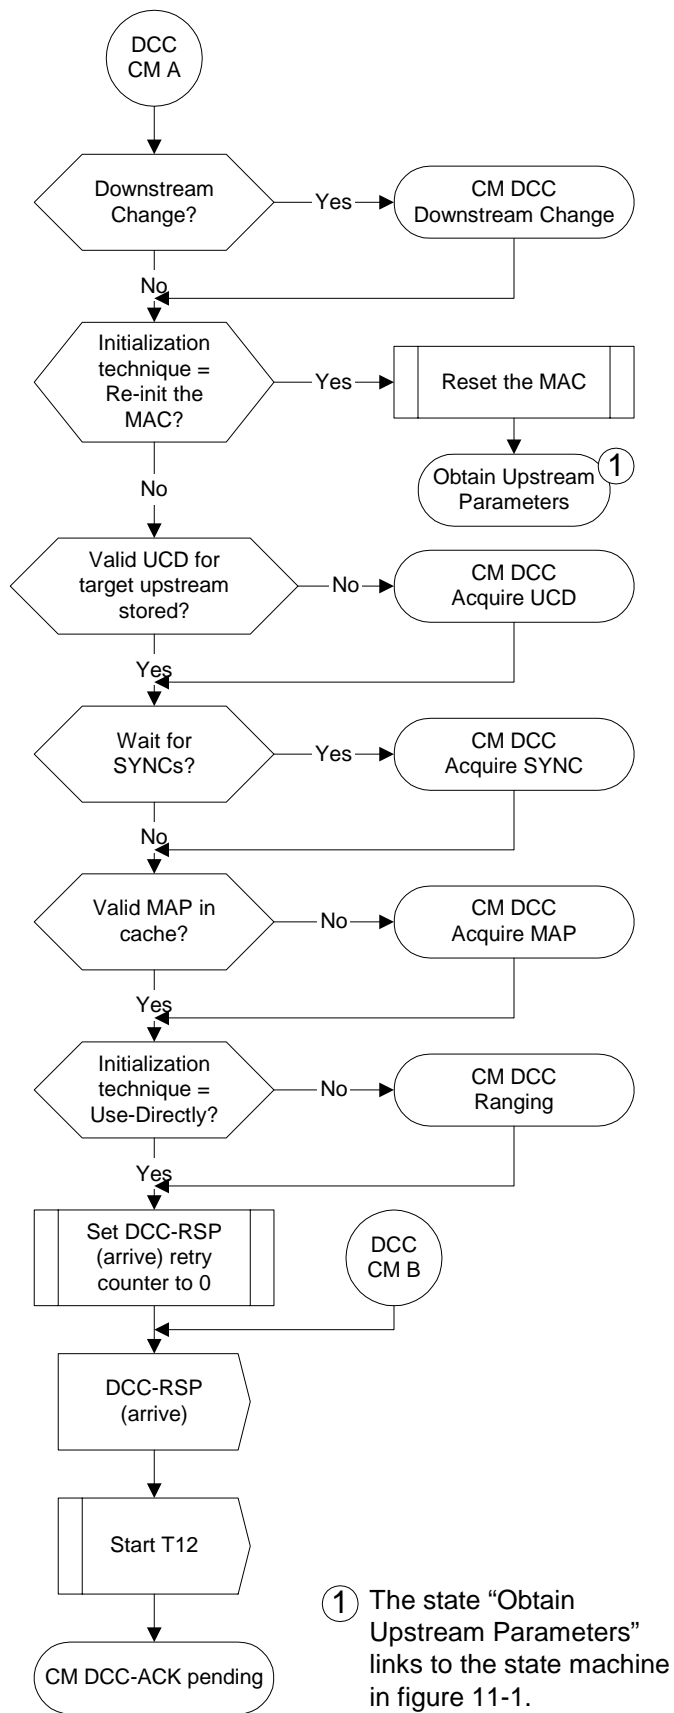 DCC
CM A
Downstream
Change?
Yes
CM DCC
Downstream Change
No
Initialization
technique =
Re-init the
MAC?
Yes
Reset the MAC
1
Obtain Upstream
Parameters
No
Valid UCD for
target upstream
stored?
No
CM DCC
Acquire UCD
Yes
Wait for
SYNCs?
Yes
CM DCC
Acquire SYNC
No
Valid MAP in
cache?
No
CM DCC
Acquire MAP
Yes
Initialization
technique =
Use-Directly?
No
CM DCC
Ranging
Yes
Set DCC-RSP
(arrive) retry
counter to 0
DCC
CM B
DCC-RSP
(arrive)
Start T12
CM DCC-ACK pending
1 The state “Obtain
Upstream Parameters”
links to the state machine
in figure 11-1.